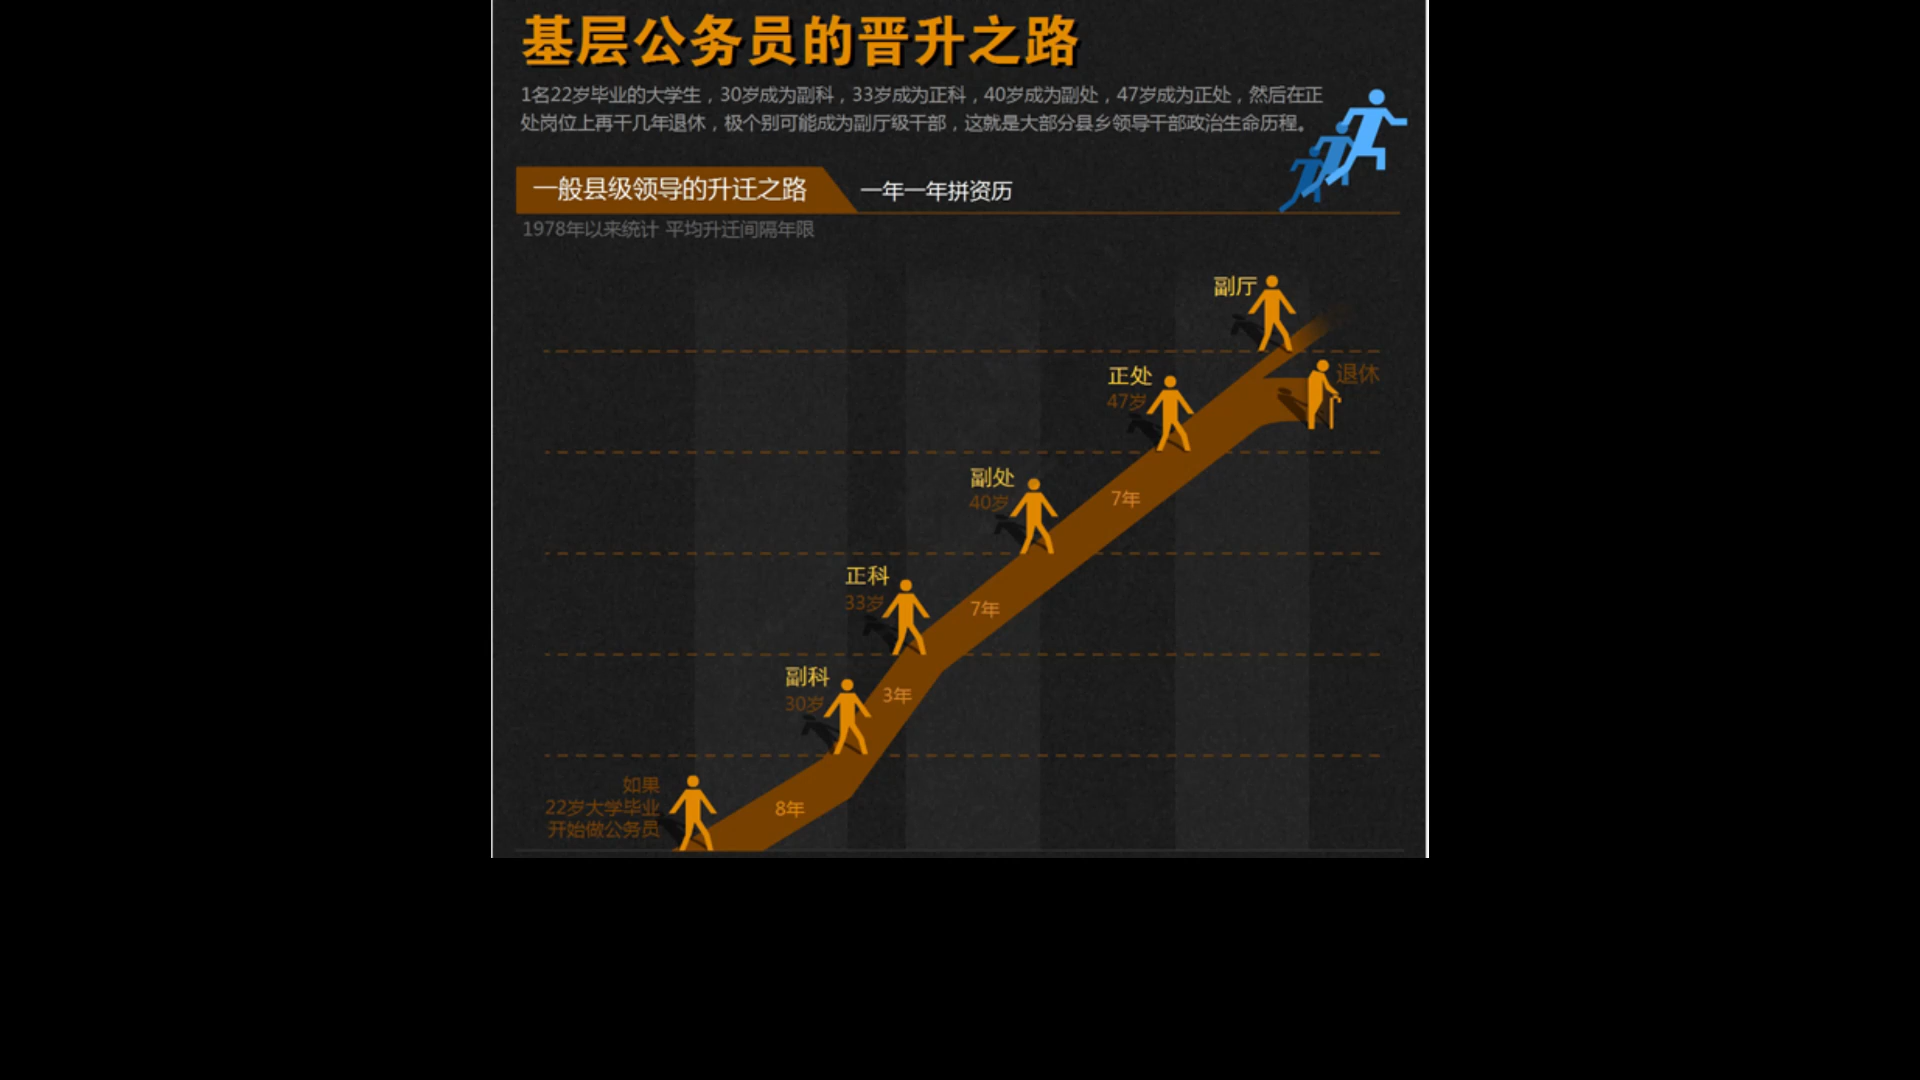 基层公务员的晋升之路
1名22岁毕业的大学生，30岁成为副科，33岁成为正科，40岁成为副处，47岁成为正处，然后在正
处岗位上再干几年退休，极个别可能成为副厅级干部，这就是大部分县乡领导干部政治生命历程。
一般县级领导的升迁之路 一年一年拼资历
1978年以来统计 平均升迁间隔年限
副厅
退休
正处
47岁
副处
40岁
7年
正科
33岁
7年
副科
30岁
3年
如果
22岁大学毕业
开始做公务员
8年